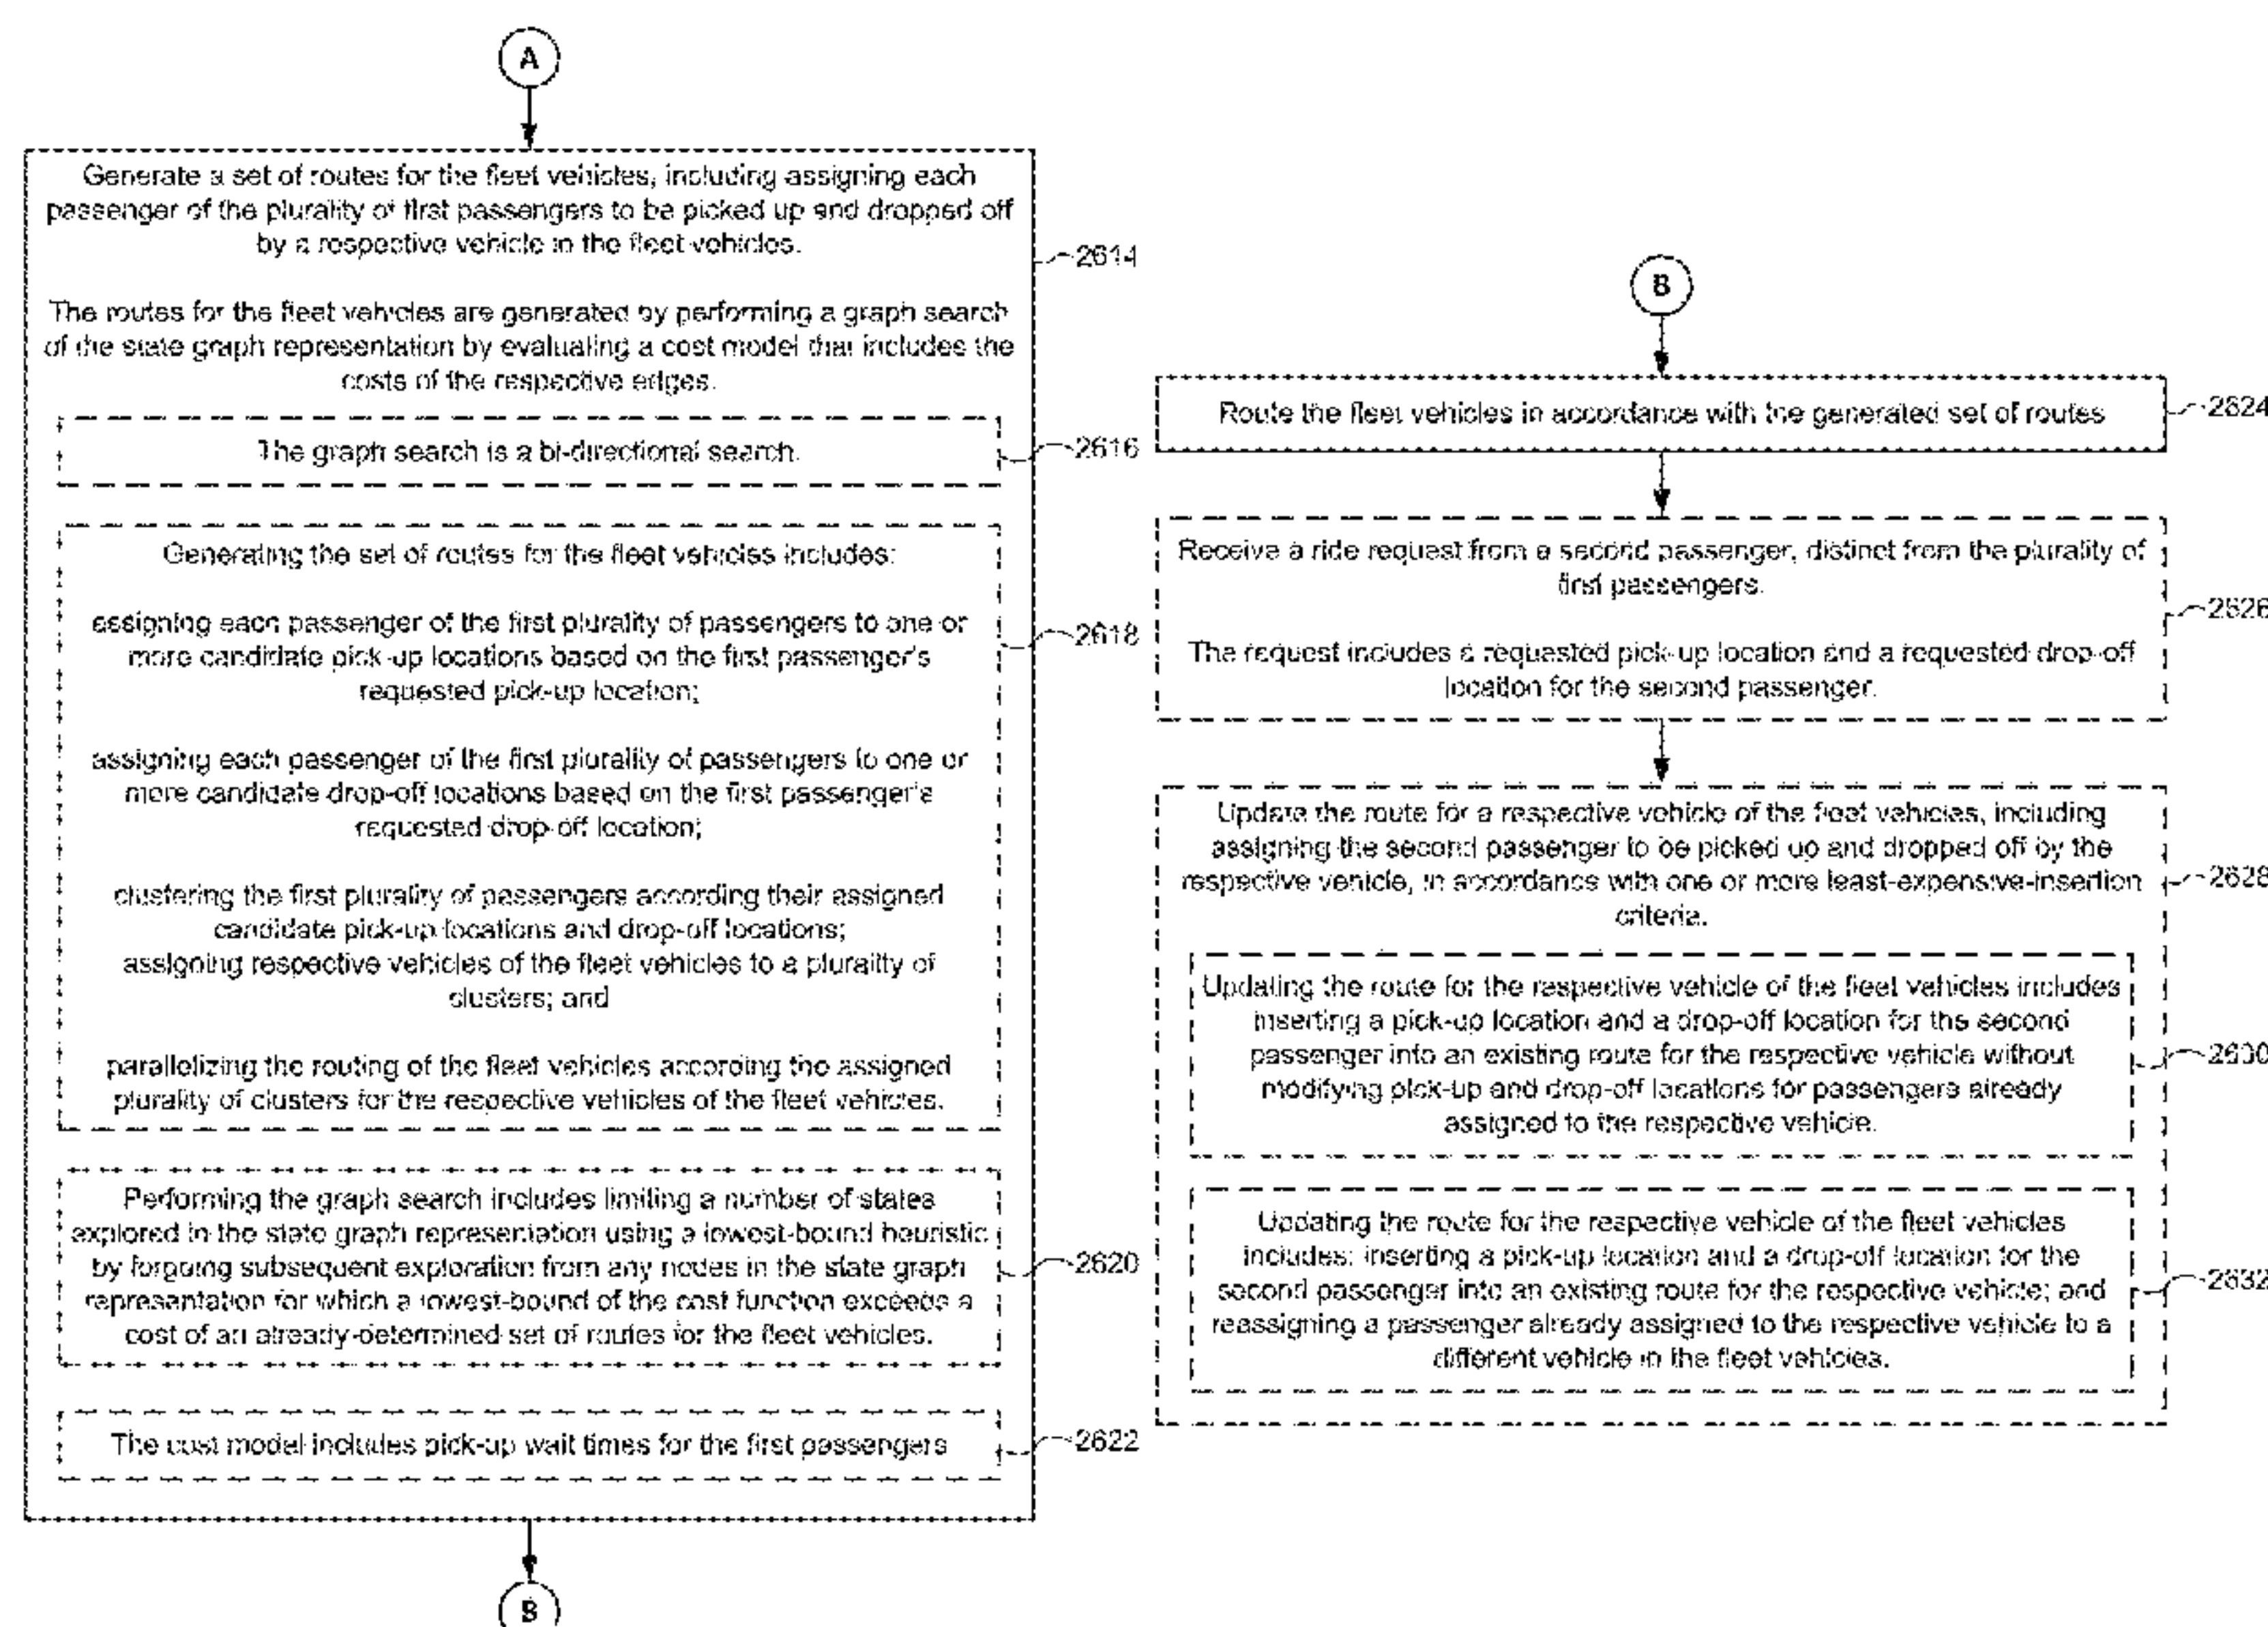 A
Generate a set of routes for the fleet vehicles, including assigning each
passenger of the plurality of first passengers to be picked up and dropped off
by a respective vehicle in the fleet vehicles.
The routes for the fleet vehicles are generated by performing a graph search
of the state graph representation by evaluating a cost model that includes the
costs of the respective edges.
2614
The graph search is a bi-directional search.
2616
Generating the set of routes for the fleet vehicles includes:
assigning each passenger of the first plurality of passengers to one or
more candidate pick-up locations based on the first passenger's
requested pick-up location;
assigning each passenger of the first plurality of passengers to one or
more candidate drop-off locations based on the first passenger's
requested drop-off location;
clustering the first plurality of passengers according their assigned
candidate pick-up locations and drop-off locations;
assigning respective vehicles of the fleet vehicles to a plurality of
clusters; and
parallelizing the routing of the fleet vehicles according the assigned
plurality of clusters for the respective vehicles of the fleet vehicles.
2618
Performing the graph search includes limiting a number of states
explored in the state graph representation using a lowest-bound heuristic
by forgoing subsequent exploration from any nodes in the state graph
representation for which a lowest-bound of the cost function exceeds a
cost of an already-determined set of routes for the fleet vehicles.
2620
The cost model includes pick-up wait times for the first passengers
2622
B
B
Route the fleet vehicles in accordance with the generated set of routes
2624
Receive a ride request from a second passenger, distinct from the plurality of
first passengers.
The request includes a requested pick-up location and a requested drop-off
location for the second passenger.
2626
Update the route for a respective vehicle of the fleet vehicles, including
assigning the second passenger to be picked up and dropped off by the
respective vehicle, in accordance with one or more least-expensive-insertion
criteria.
2628
Updating the route for the respective vehicle of the fleet vehicles includes
inserting a pick-up location and a drop-off location for the second
passenger into an existing route for the respective vehicle without
modifying pick-up and drop-off locations for passengers already
assigned to the respective vehicle.
2630
Updating the route for the respective vehicle of the fleet vehicles
includes: inserting a pick-up location and a drop-off location for the
second passenger into an existing route for the respective vehicle; and
reassigning a passenger already assigned to the respective vehicle to a
different vehicle in the fleet vehicles.
2632